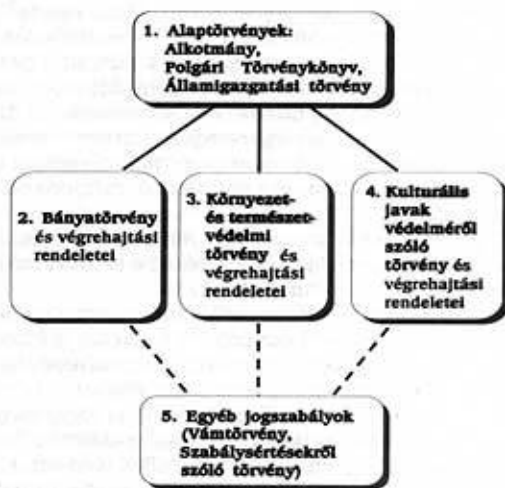 1. Alaptörvények:
Alkotmány,
Polgári Törvénykönyv,
Államigazgatási törvény
2. Bányatörvény
és végrehajtási
rendeletei
3. Környezet-
és természet-
védelmi
törvény és
végrehajtási
rendeletei
4. Kulturális
javak
védelméről
szóló
törvény és
végrehajtási
rendeletei
5. Egyéb jogszabályok
(Vámtörvény,
Szabálysértésekről
szóló törvény)